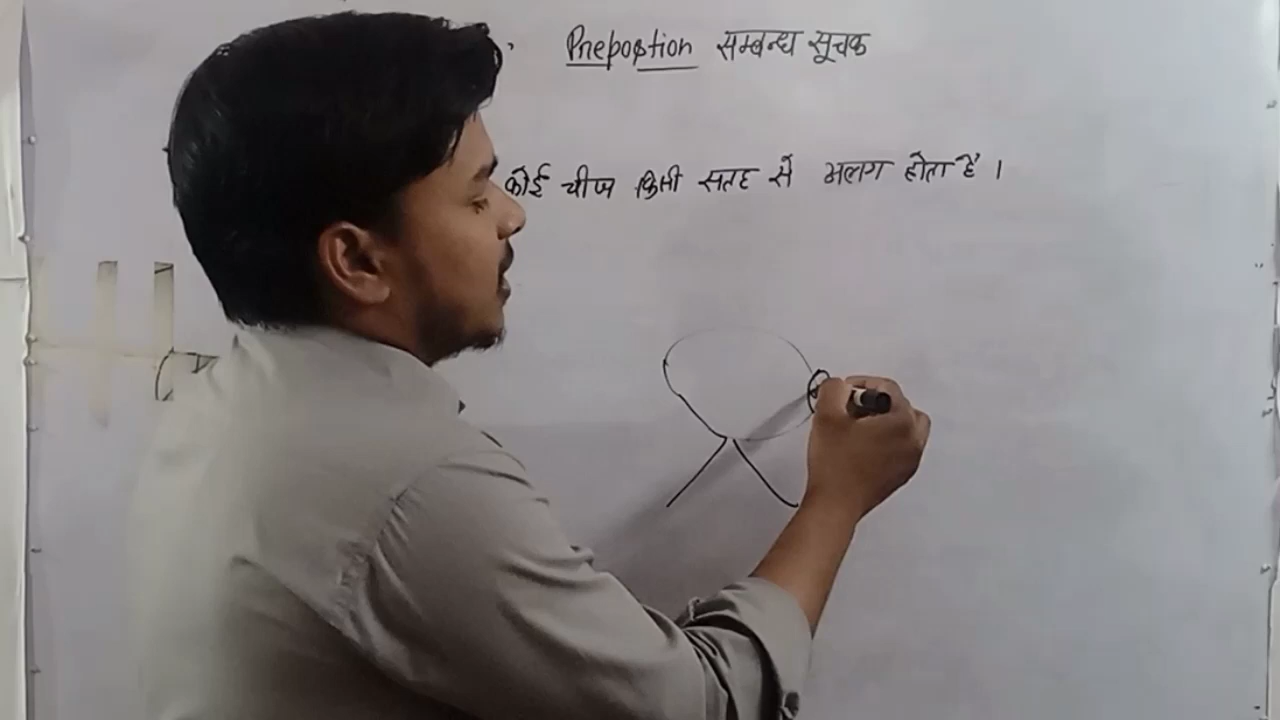 Prepostion सम्बन्ध सूचक
कोई चीज किसी सतह से अलग होता है ।